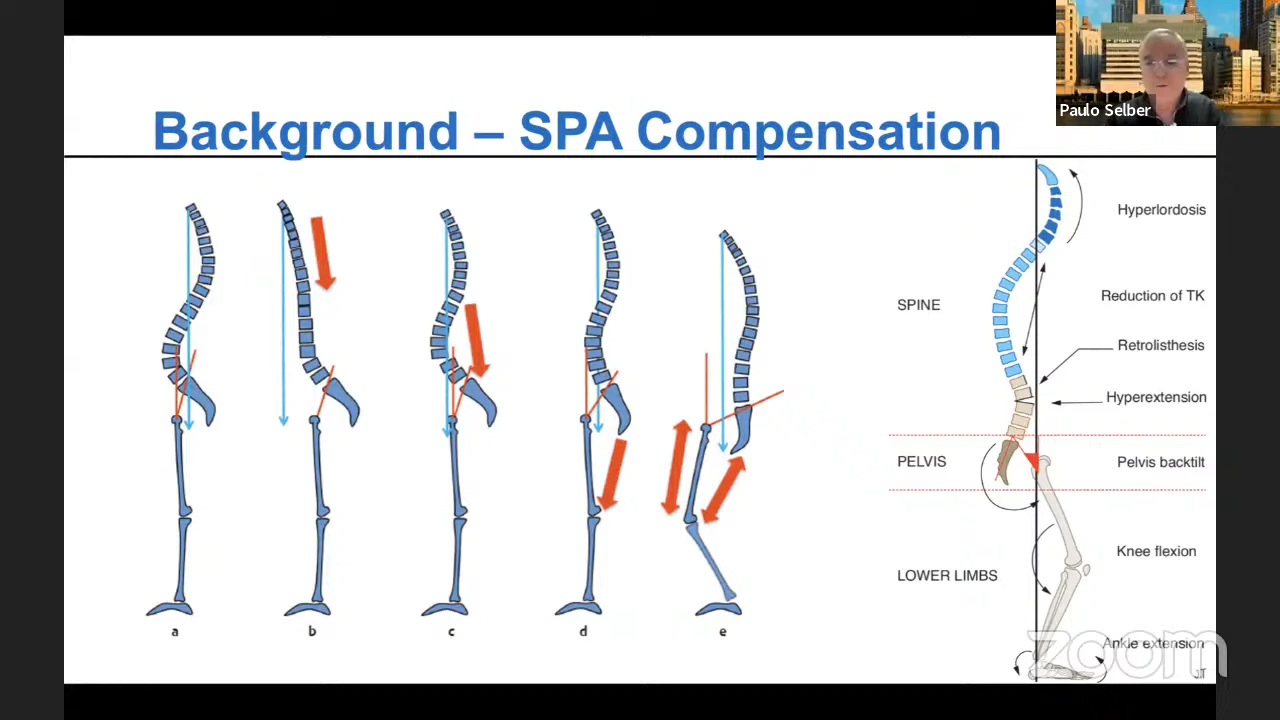 Paulo Selber
Background – SPA Compensation
Hyperlordosis
SPINE
Reduction of TK
Retrolisthesis
Hyperextension
PELVIS
Pelvis backtilt
Knee flexion
LOWER LIMBS
Ankle extension
zoom
a b c d e